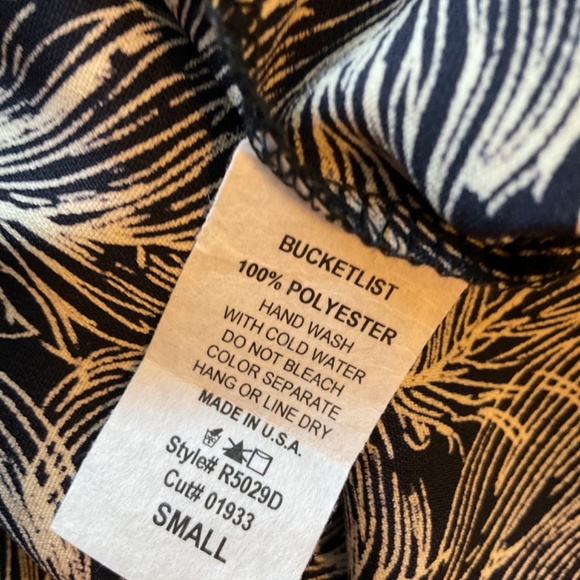 BUCKETLIST
100% POLYESTER
HAND WASH
WITH COLD WATER
DO NOT BLEACH
COLOR SEPARATE
HANG OR LINE DRY
MADE IN U.S.A.
Style# R5029D
Cut# 01933
SMALL